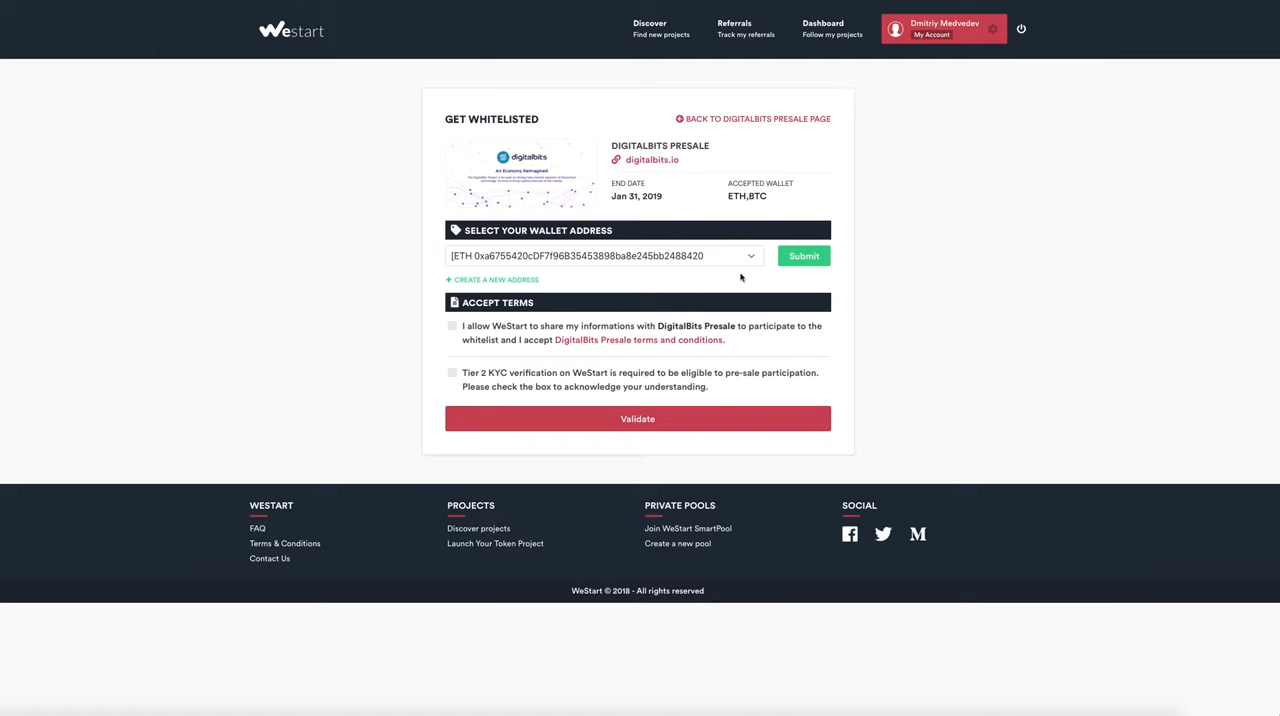 Westart
Discover
Find new projects
Referrals
Track my referrals
Dashboard
Follow my projects
Dmitriy Medvedev
My Account
GET WHITELISTED
BACK TO DIGITALBITS PRESALE PAGE
digitalbits
An Economy Reimagined
DIGITALBITS PRESALE
digitalbits.io
END DATE
Jan 31, 2019
ACCEPTED WALLET
ETH,BTC
SELECT YOUR WALLET ADDRESS
[ETH 0xa6755420cDF7f96B35453898ba8e245bb2488420
Submit
+ CREATE A NEW ADDRESS
ACCEPT TERMS
I allow WeStart to share my informations with DigitalBits Presale to participate to the
whitelist and I accept DigitalBits Presale terms and conditions.
Tier 2 KYC verification on WeStart is required to be eligible to pre-sale participation.
Please check the box to acknowledge your understanding.
Validate
WESTART
FAQ
Terms & Conditions
Contact Us
PROJECTS
Discover projects
Launch Your Token Project
PRIVATE POOLS
Join WeStart SmartPool
Create a new pool
SOCIAL
WeStart © 2018 - All rights reserved